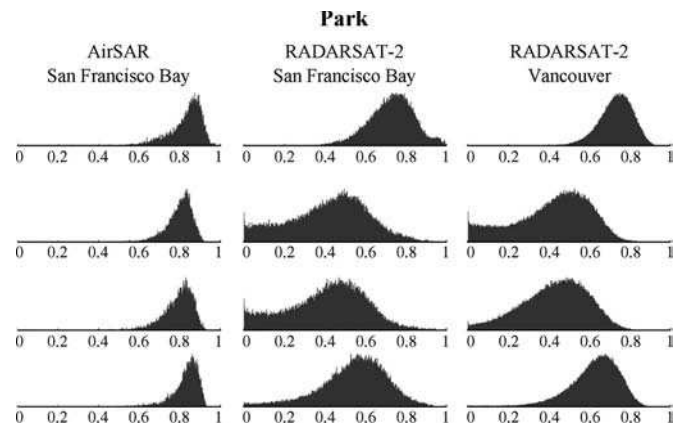 Park
AirSAR RADARSAT-2 RADARSAT-2
San Francisco Bay San Francisco Bay Vancouver
0 0.2 0.4 0.6 0.8 1 0 0.2 0.4 0.6 0.8 1 0 0.2 0.4 0.6 0.8 1
0 0.2 0.4 0.6 0.8 1 0 0.2 0.4 0.6 0.8 1 0 0.2 0.4 0.6 0.8 1
0 0.2 0.4 0.6 0.8 1 0 0.2 0.4 0.6 0.8 1 0 0.2 0.4 0.6 0.8 1
0 0.2 0.4 0.6 0.8 1 0 0.2 0.4 0.6 0.8 1 0 0.2 0.4 0.6 0.8 1